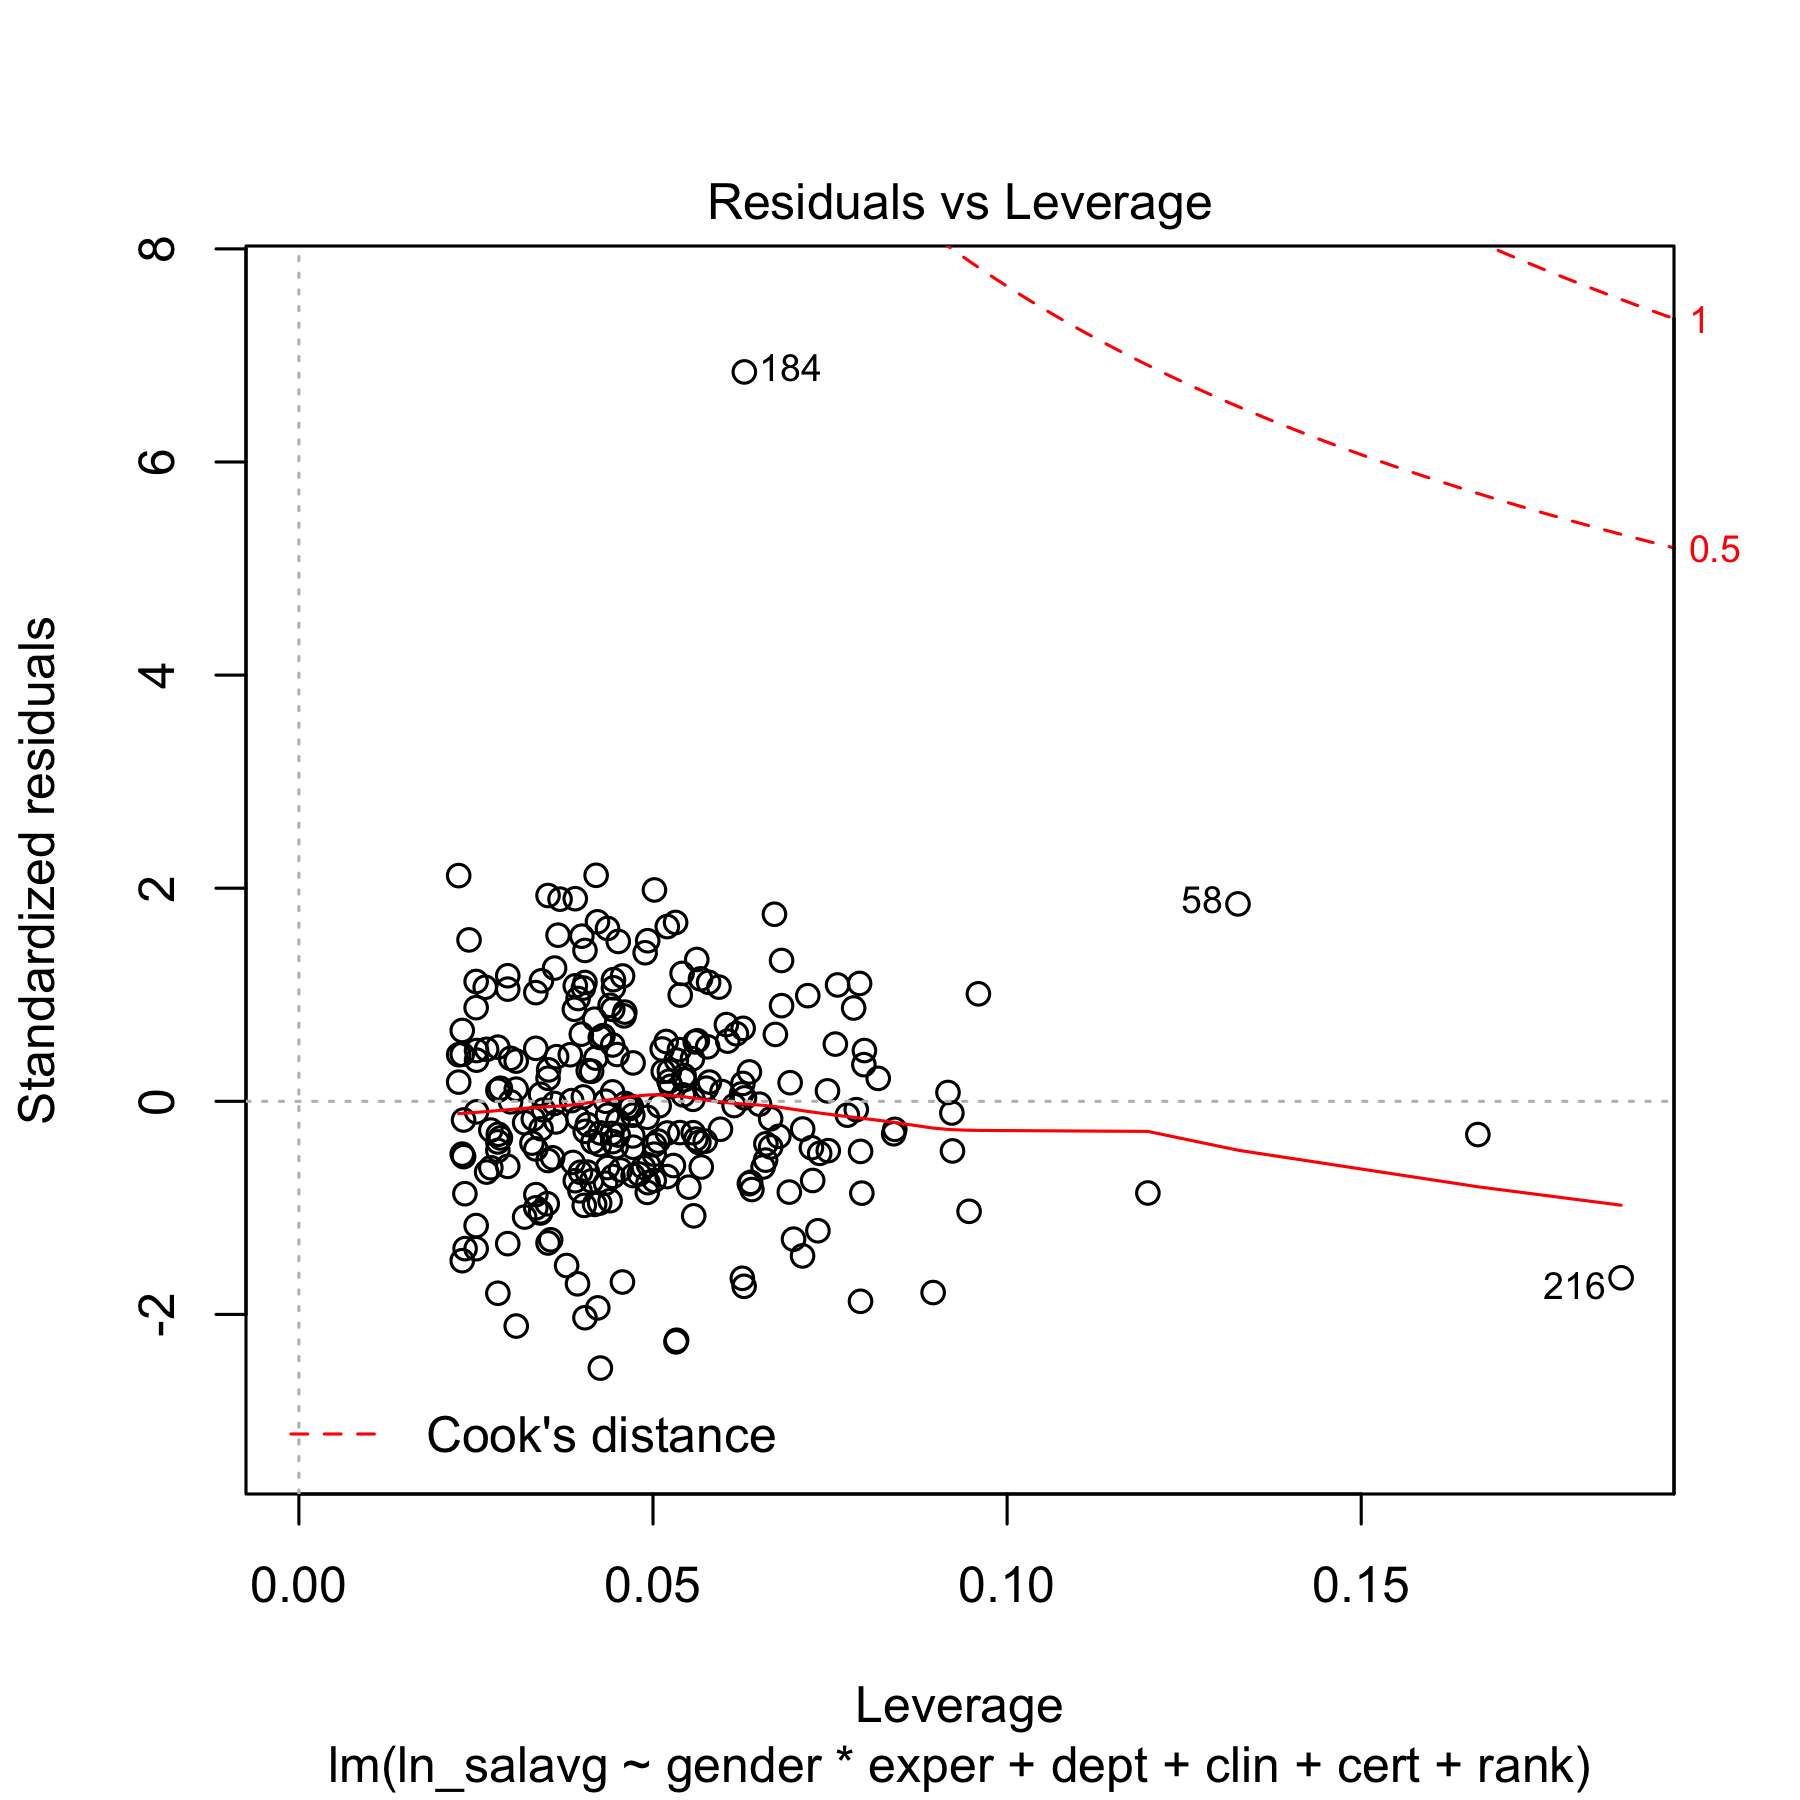 Residuals vs Leverage
8
6
4
2
0
-2
Standardized residuals
184
58
216
1
0.5
Cook's distance
0.00 0.05 0.10 0.15
Leverage
lm(ln_salavg ~ gender * exper + dept + clin + cert + rank)